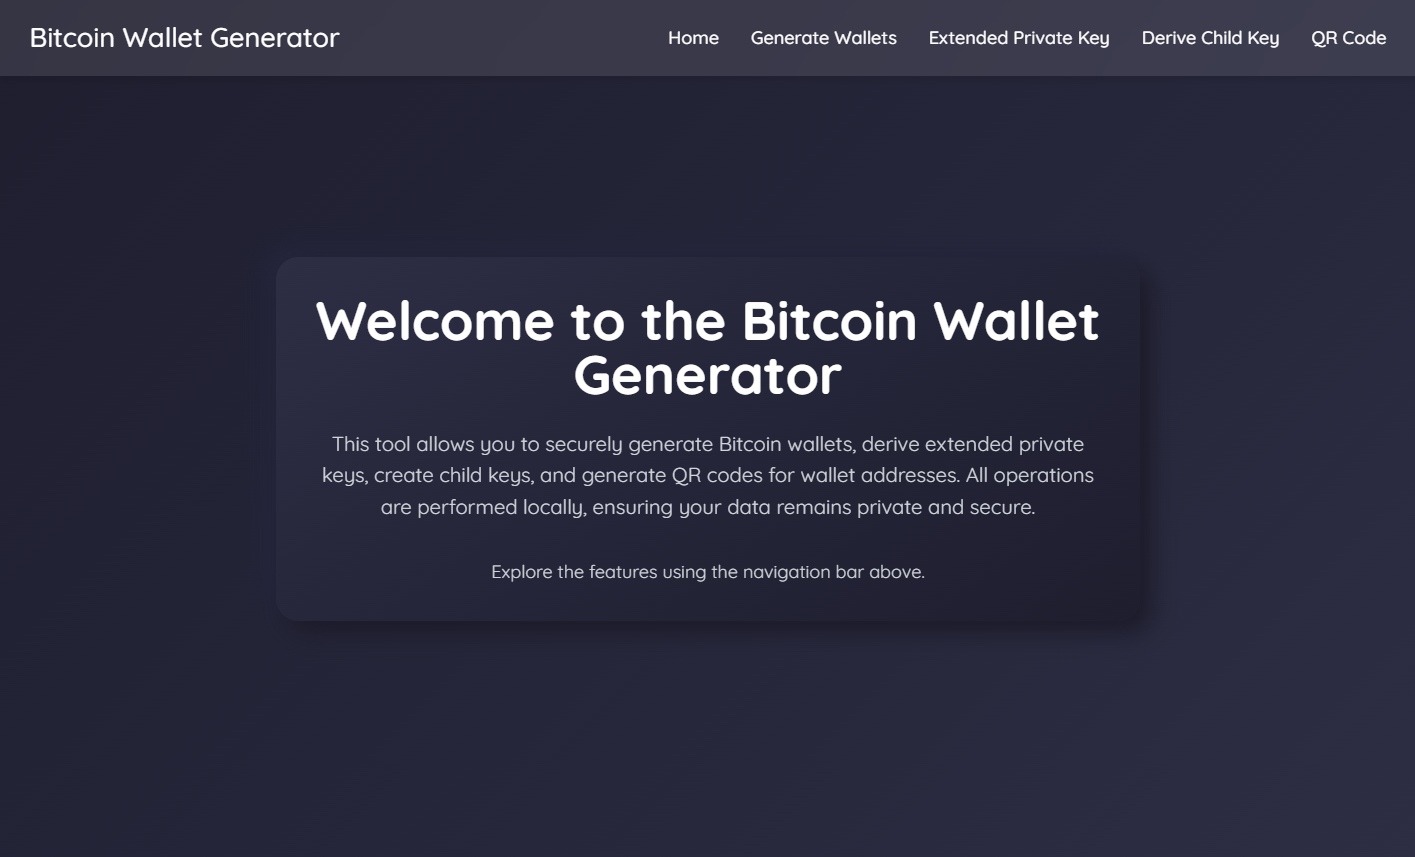 Bitcoin Wallet Generator
Home Generate Wallets Extended Private Key Derive Child Key QR Code
Welcome to the Bitcoin Wallet
Generator
This tool allows you to securely generate Bitcoin wallets, derive extended private
keys, create child keys, and generate QR codes for wallet addresses. All operations
are performed locally, ensuring your data remains private and secure.
Explore the features using the navigation bar above.